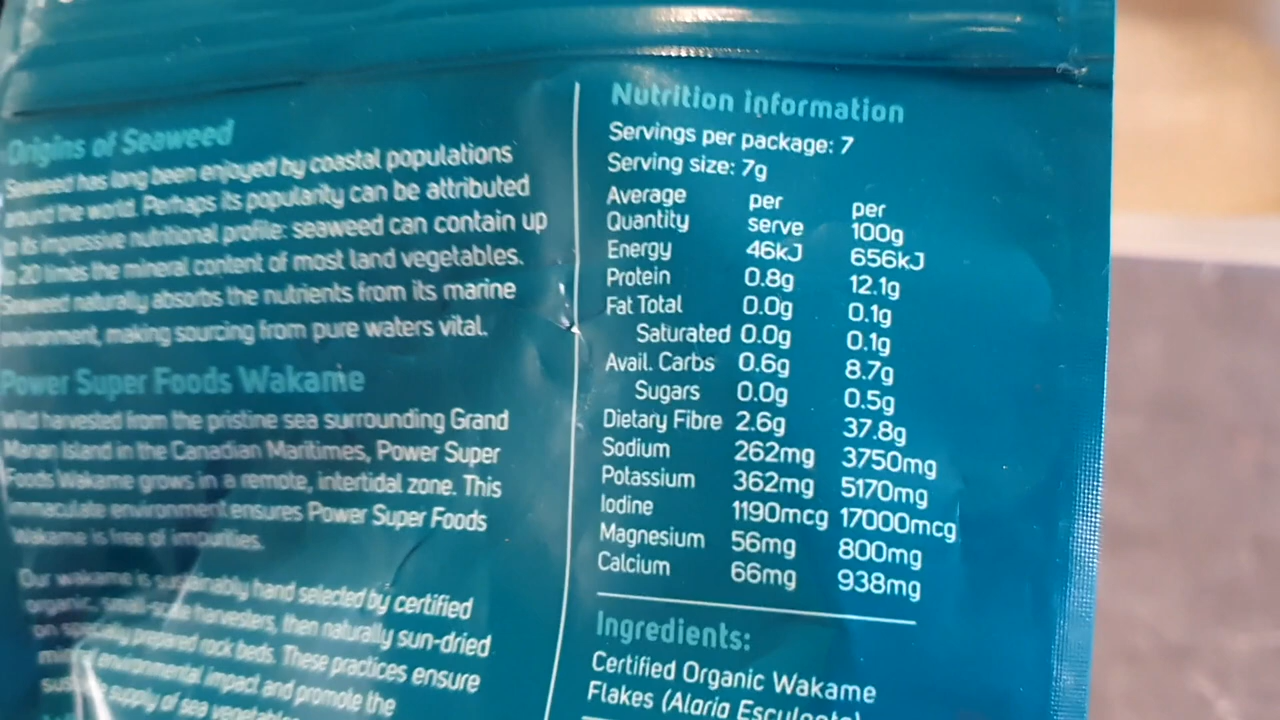 Origins of Seaweed
Seaweed has long been enjoyed by coastal populations
around the world. Perhaps its popularity can be attributed
to its impressive nutritional profile: seaweed can contain up
to 20 times the mineral content of most land vegetables.
Seaweed naturally absorbs the nutrients from its marine
environment, making sourcing from pure waters vital.
Power Super Foods Wakame
Wild harvested from the pristine sea surrounding Grand
Manan Island in the Canadian Maritimes, Power Super
Foods Wakame grows in a remote, intertidal zone. This
immaculate environment ensures Power Super Foods
Wakame is free of impurities.
Our wakame is sustainably hand selected by certified
organic, small-scale harvesters, then naturally sun-dried
on specially prepared rock beds. These practices ensure
environmental impact and promote the
supply of sea vegetables
Nutrition information
Servings per package: 7
Serving size: 7g
Average Quantity per serve per 100g
Energy 46kJ 656kJ
Protein 0.8g 12.1g
Fat Total 0.0g 0.1g
Saturated 0.0g 0.1g
Avail. Carbs 0.6g 8.7g
Sugars 0.0g 0.5g
Dietary Fibre 2.6g 37.8g
Sodium 262mg 3750mg
Potassium 362mg 5170mg
Iodine 1190mcg 17000mcg
Magnesium 56mg 800mg
Calcium 66mg 938mg
Ingredients:
Certified Organic Wakame
Flakes (Alaria Esculenta)